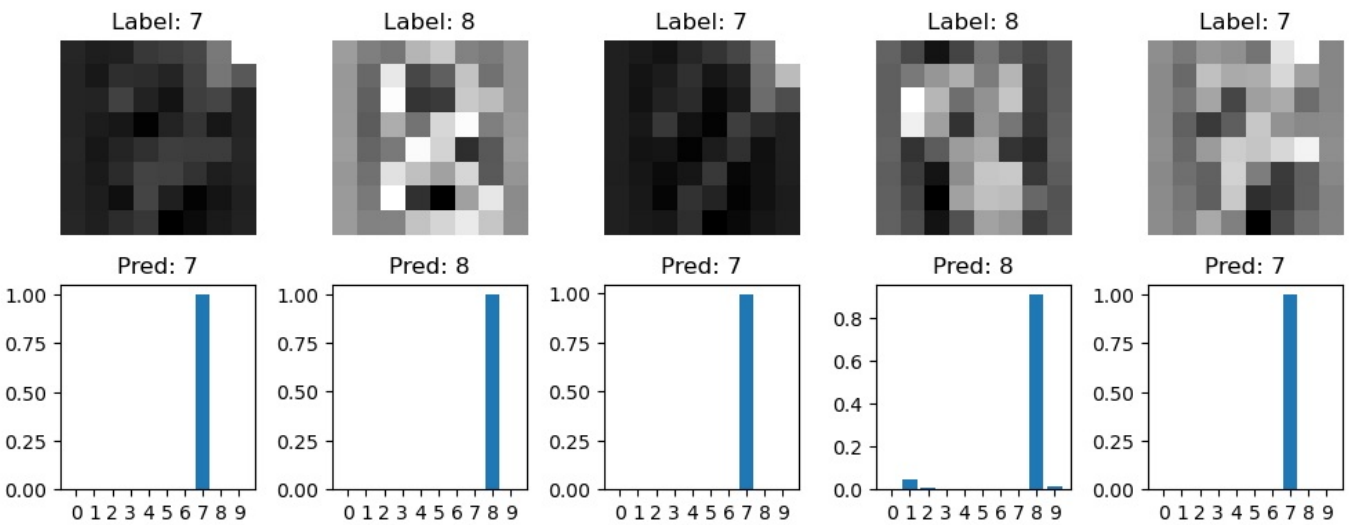 Label: 7 Label: 8 Label: 7 Label: 8 Label: 7
Pred: 7 Pred: 8 Pred: 7 Pred: 8 Pred: 7
1.00 1.00 1.00 0.8 1.00
0.75 0.75 0.75 0.6 0.75
0.50 0.50 0.50 0.4 0.50
0.25 0.25 0.25 0.2 0.25
0.00 0.00 0.00 0.0 0.00
0 1 2 3 4 5 6 7 8 9 0 1 2 3 4 5 6 7 8 9 0 1 2 3 4 5 6 7 8 9 0 1 2 3 4 5 6 7 8 9 0 1 2 3 4 5 6 7 8 9